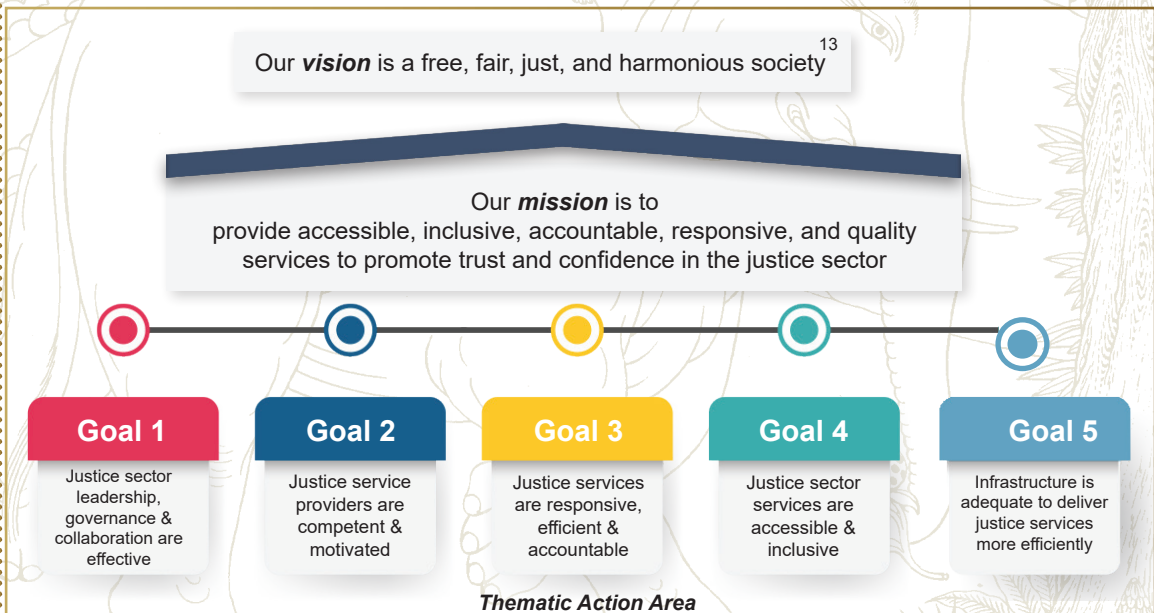 Our vision is a free, fair, just, and harmonious society13
Our mission is to
provide accessible, inclusive, accountable, responsive, and quality
services to promote trust and confidence in the justice sector
Goal 1
Justice sector
leadership,
governance &
collaboration are
effective
Goal 2
Justice service
providers are
competent &
motivated
Goal 3
Justice services
are responsive,
efficient &
accountable
Goal 4
Justice sector
services are
accessible &
inclusive
Goal 5
Infrastructure is
adequate to deliver
justice services
more efficiently
Thematic Action Area